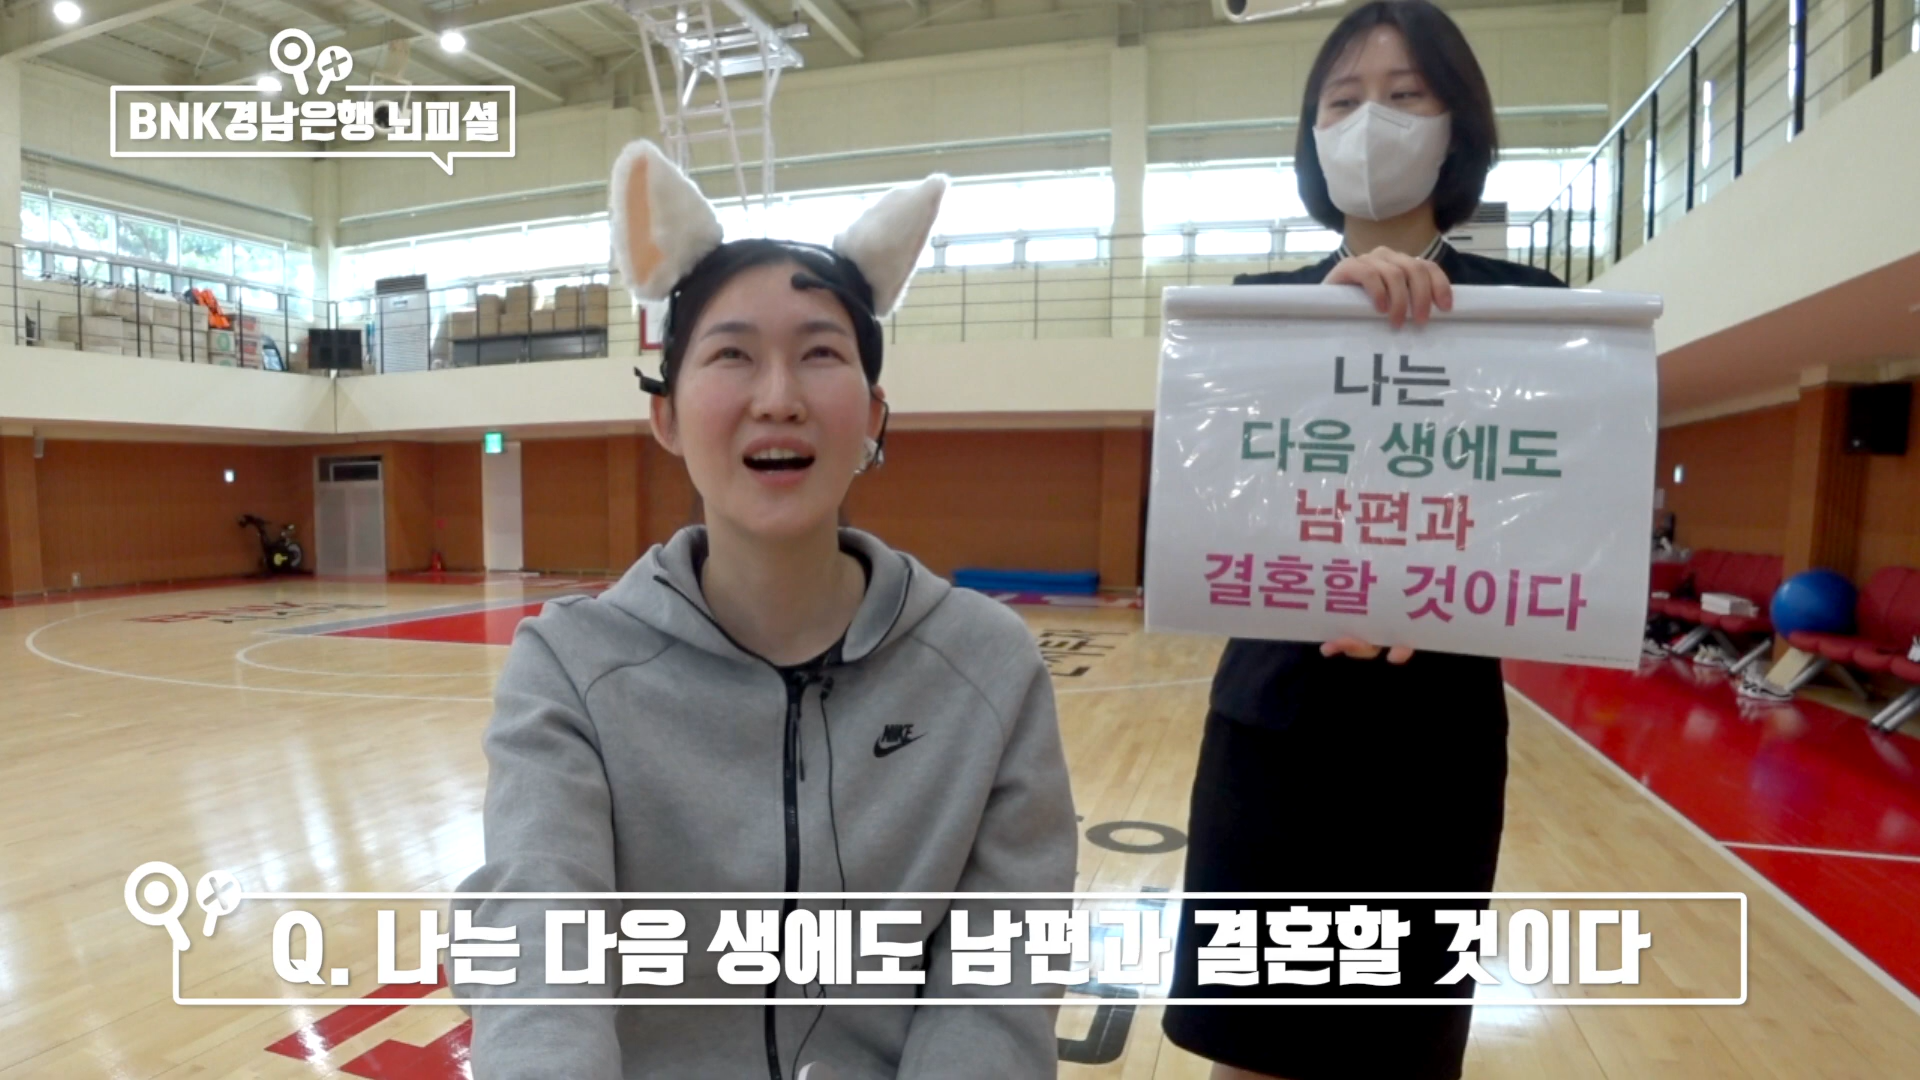 BNK경남은행 뇌피셜
나는
다음 생에도
남편과
결혼할 것이다
NIKE
Q. 나는 다음 생에도 남편과 결혼할 것이다